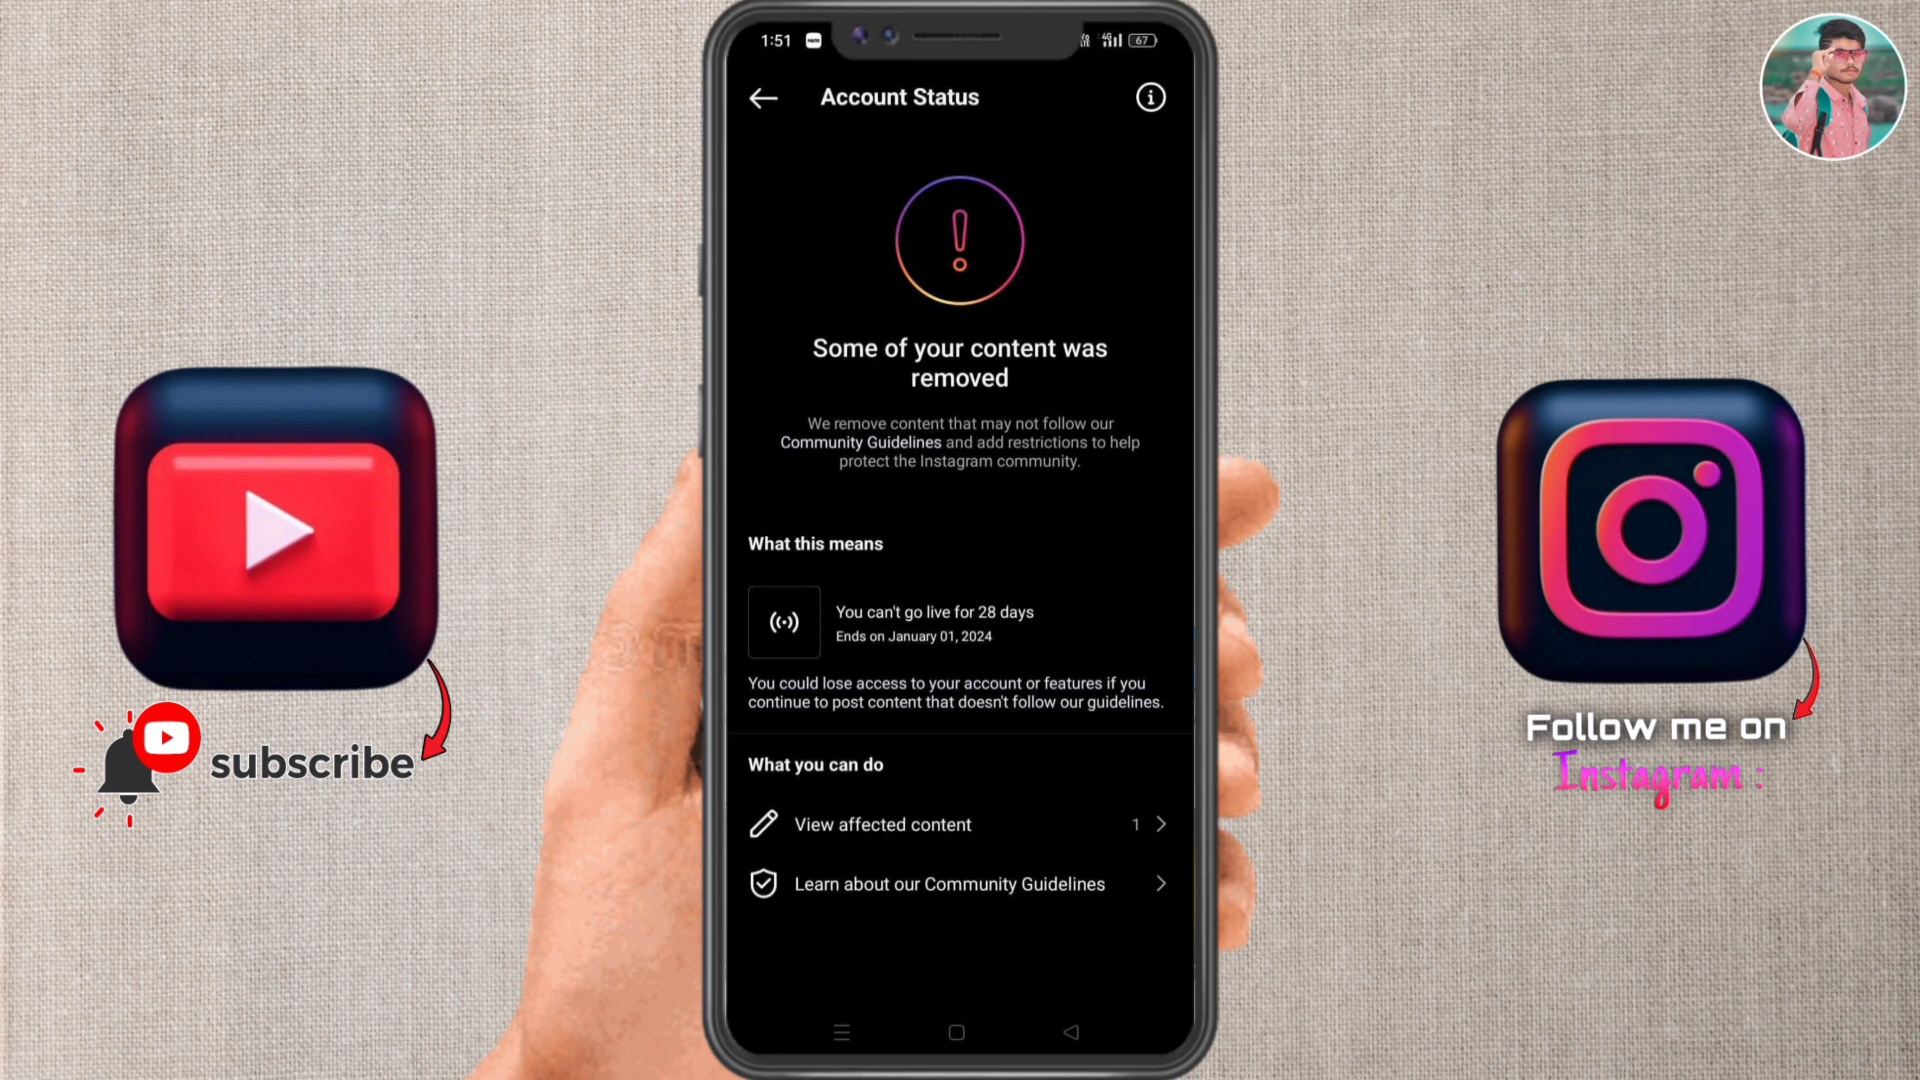 1:51
4G
67
Account Status
Some of your content was
removed
We remove content that may not follow our
Community Guidelines and add restrictions to help
protect the Instagram community.
What this means
You can't go live for 28 days
Ends on January 01, 2024
You could lose access to your account or features if you
continue to post content that doesn't follow our guidelines.
What you can do
View affected content 1
Learn about our Community Guidelines
subscribe
Follow me on
Instagram :